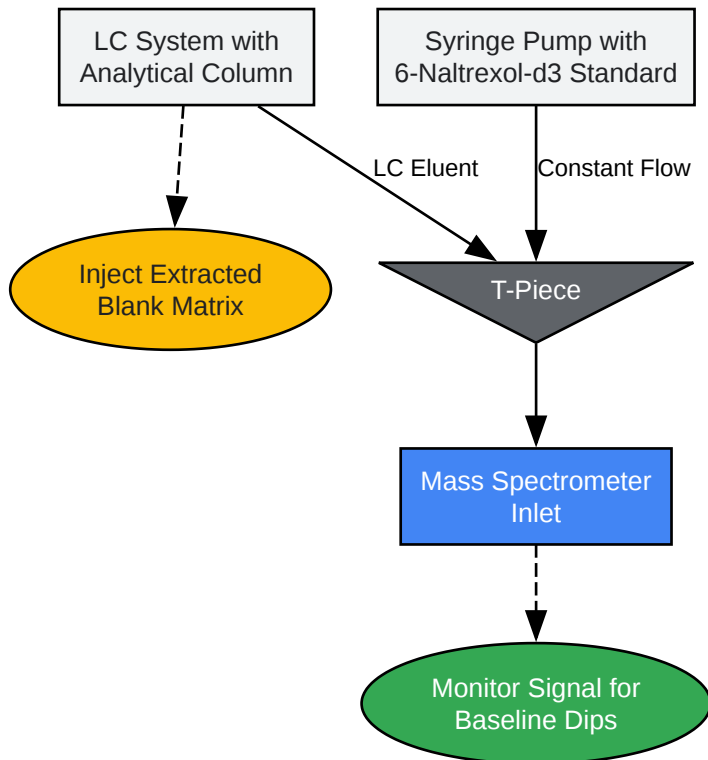 LC System with
Analytical Column
Syringe Pump with
6-Naltrexol-d3 Standard
LC Eluent
Constant Flow
Inject Extracted
Blank Matrix
T-Piece
Mass Spectrometer
Inlet
Monitor Signal for
Baseline Dips